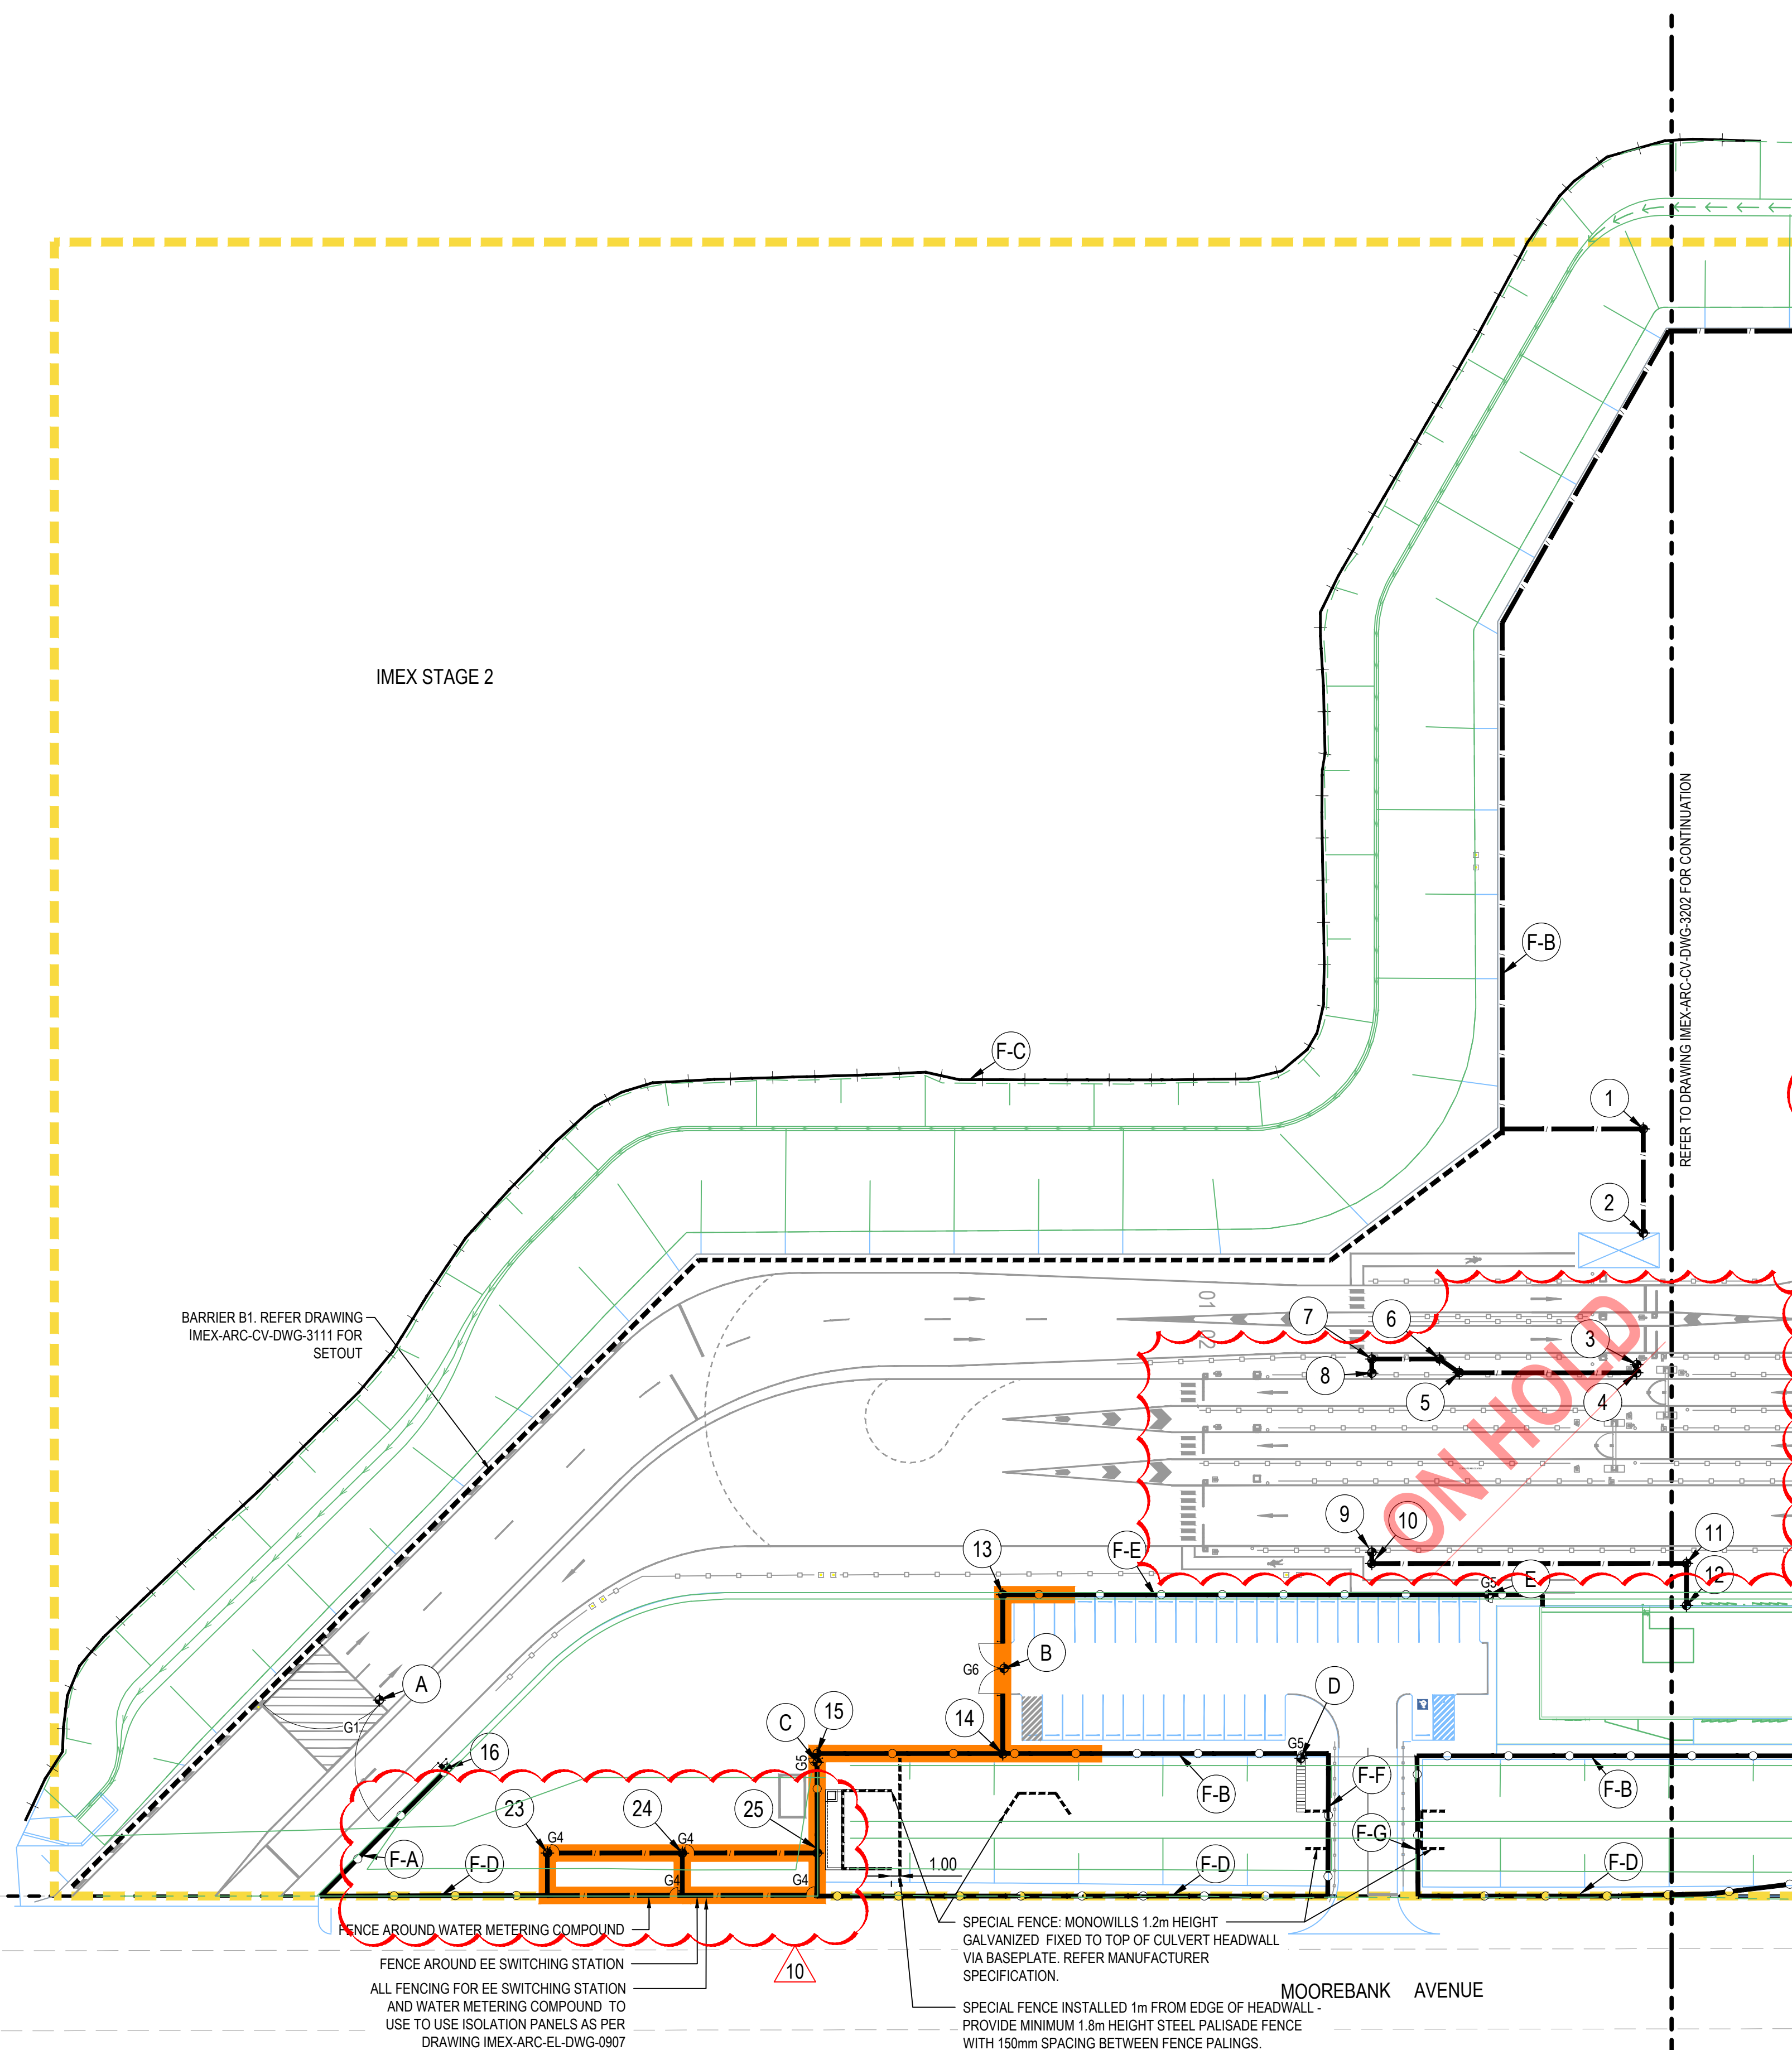 IMEX STAGE 2
REFER TO DRAWING IMEX-ARC-CV-DWG-3202 FOR CONTINUATION
F-B
F-C
1
2
BARRIER B1. REFER DRAWING
IMEX-ARC-CV-DWG-3111 FOR
SETOUT
01
02
7
6
3
8
5
4
ON HOLD
9
10
11
13
F-E
G5
E
12
B
G6
A
G1
D
15
14
C
G5
G5
16
F-F
F-B
F-B
23
24
25
G4
G4
F-G
F-A
F-D
G4
G4
1.00
F-D
F-D
FENCE AROUND WATER METERING COMPOUND
FENCE AROUND EE SWITCHING STATION
10
ALL FENCING FOR EE SWITCHING STATION
AND WATER METERING COMPOUND TO
USE TO USE ISOLATION PANELS AS PER
DRAWING IMEX-ARC-EL-DWG-0907
SPECIAL FENCE: MONOWILLS 1.2m HEIGHT
GALVANIZED FIXED TO TOP OF CULVERT HEADWALL
VIA BASEPLATE. REFER MANUFACTURER
SPECIFICATION.
MOOREBANK AVENUE
SPECIAL FENCE INSTALLED 1m FROM EDGE OF HEADWALL -
PROVIDE MINIMUM 1.8m HEIGHT STEEL PALISADE FENCE
WITH 150mm SPACING BETWEEN FENCE PALINGS.